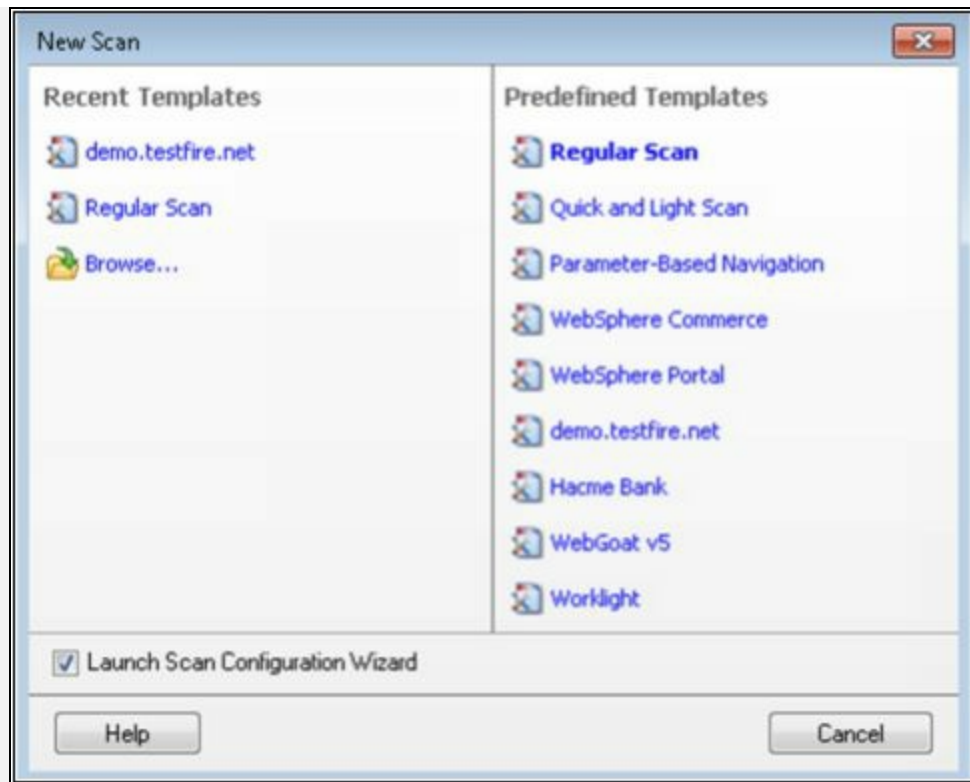 New Scan
Recent Templates
demo.testfire.net
Regular Scan
Browse...
Predefined Templates
Regular Scan
Quick and Light Scan
Parameter-Based Navigation
WebSphere Commerce
WebSphere Portal
demo.testfire.net
Hacme Bank
WebGoat v5
Worklight
Launch Scan Configuration Wizard
Help
Cancel